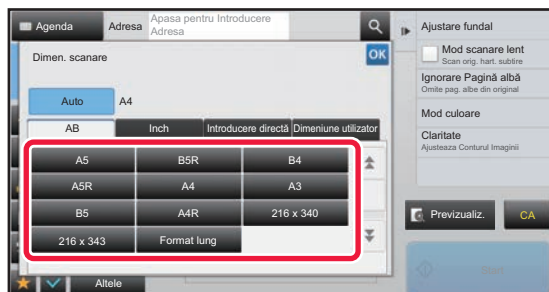 Agenda
Adresa
Apasa pentru Introducere
Adresa
Dimen. scanare
OK
Auto
A4
AB
Inch
Introducere directă
Dimeniune utilizator
A5
B5R
B4
A5R
A4
A3
B5
A4R
216 x 340
216 x 343
Format lung
Altele
Ajustare fundal
Mod scanare lent
Scan orig. hart. subtire
Ignorare Pagină albă
Omite pag. albe din original
Mod culoare
Claritate
Ajusteaza Conturul Imaginii
Previzualiz.
CA
Start